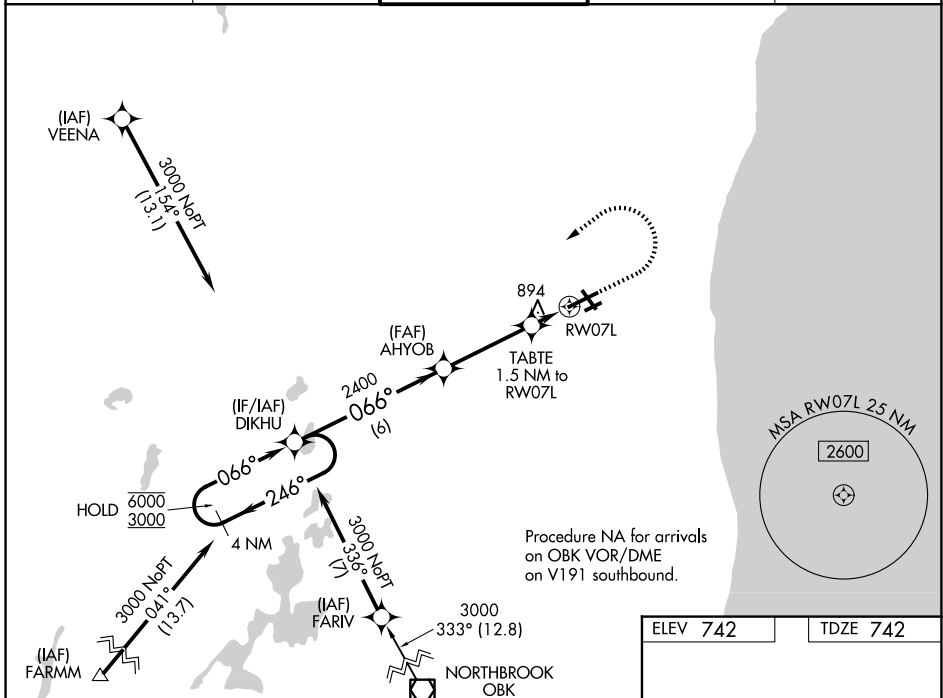 (IAF)
VEENA
3000 NoPT
154°
(13.1)
894
RW07L
(FAF)
AHYOB
TABTE
1.5 NM to
RW07L
2400
066°
(6)
(IF/IAF)
DIKHU
066°
246°
HOLD
6000
3000
4 NM
MSA RW07L 25 NM
2600
3000 NoPT
041°
(13.7)
(IAF)
FARMM
3000 NoPT
336°
(7)
(IAF)
FARIV
3000
333° (12.8)
NORTHBROOK
OBK
Procedure NA for arrivals
on OBK VOR/DME
on V191 southbound.
ELEV 742
TDZE 742